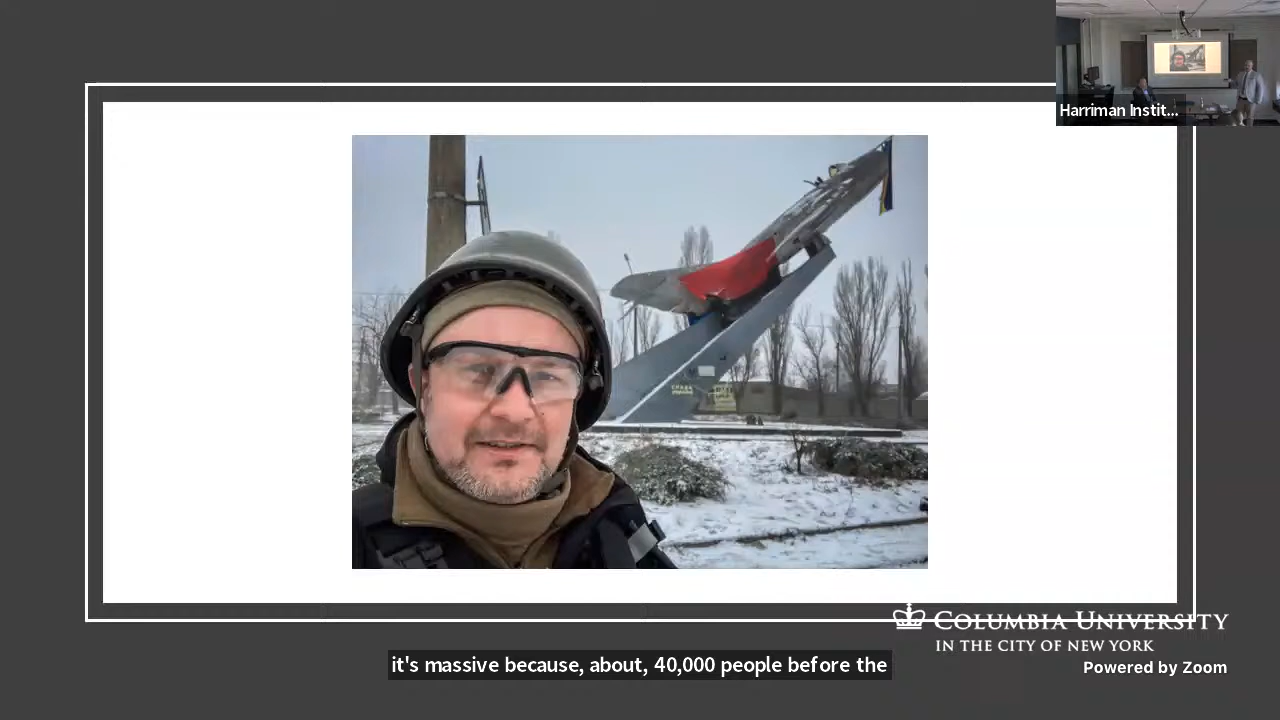 Harriman Instit...
COLUMBIA UNIVERSITY
IN THE CITY OF NEW YORK
it's massive because, about, 40,000 people before the
Powered by Zoom